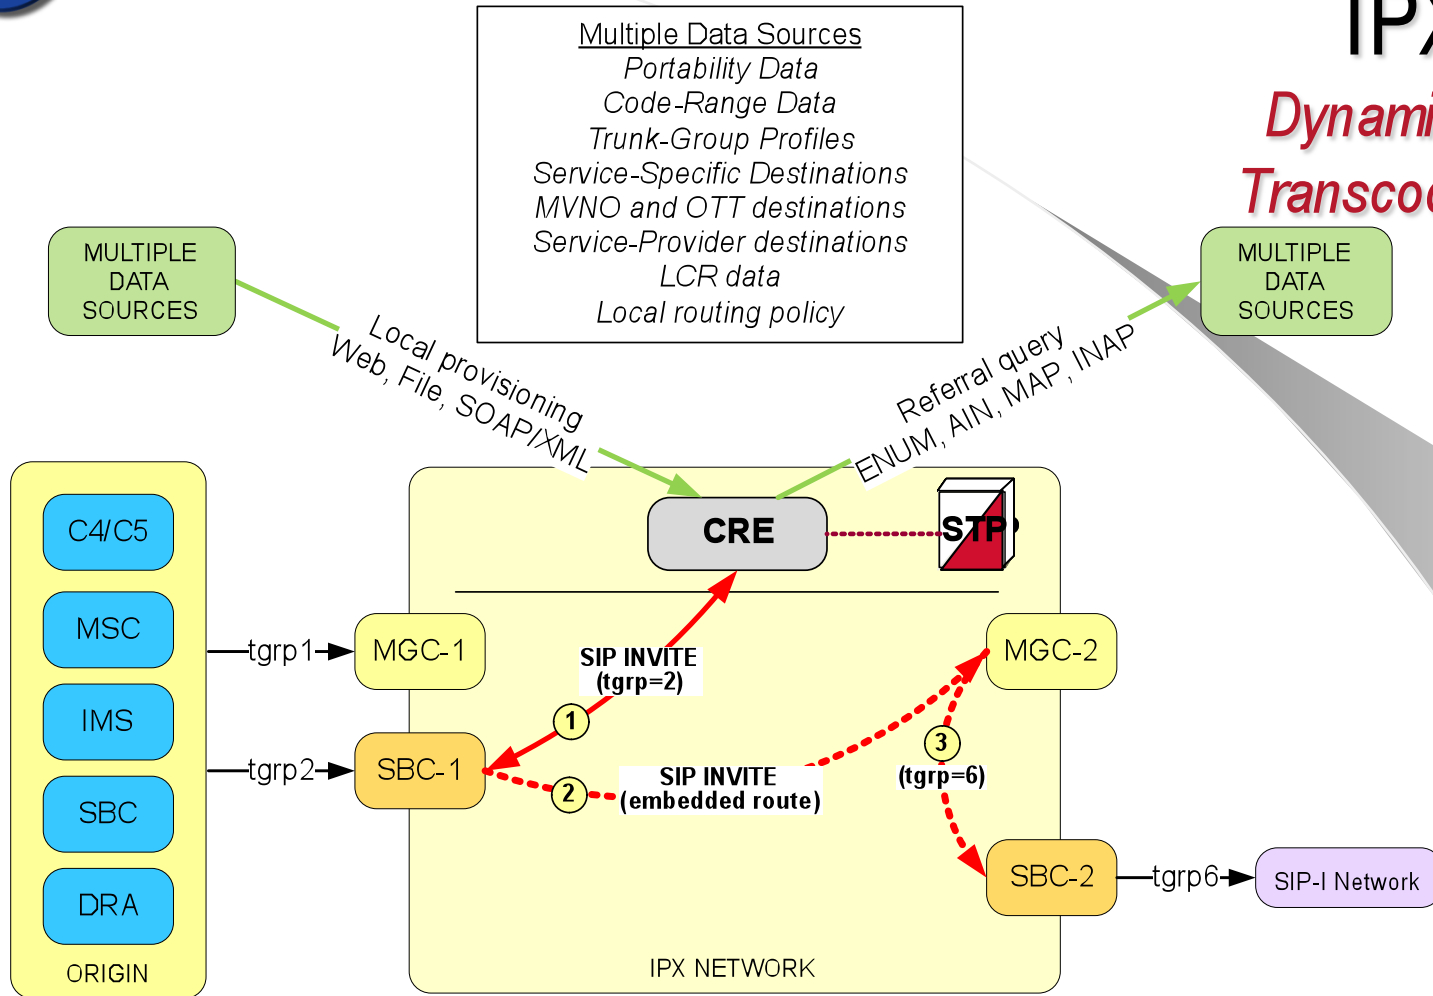 IPX
Dynami
Transcod
Multiple Data Sources
Portability Data
Code-Range Data
Trunk-Group Profiles
Service-Specific Destinations
MVNO and OTT destinations
Service-Provider destinations
LCR data
Local routing policy
MULTIPLE
DATA
SOURCES
MULTIPLE
DATA
SOURCES
Local provisioning
Web, File, SOAP/XML
Referral query
ENUM, AIN, MAP, INAP
CRE
STP
C4/C5
MSC
IMS
SBC
DRA
ORIGIN
tgrp1
MGC-1
tgrp2
SBC-1
SIP INVITE
(tgrp=2)
1
2
SIP INVITE
(embedded route)
MGC-2
3
(tgrp=6)
SBC-2
tgrp6
SIP-I Network
IPX NETWORK